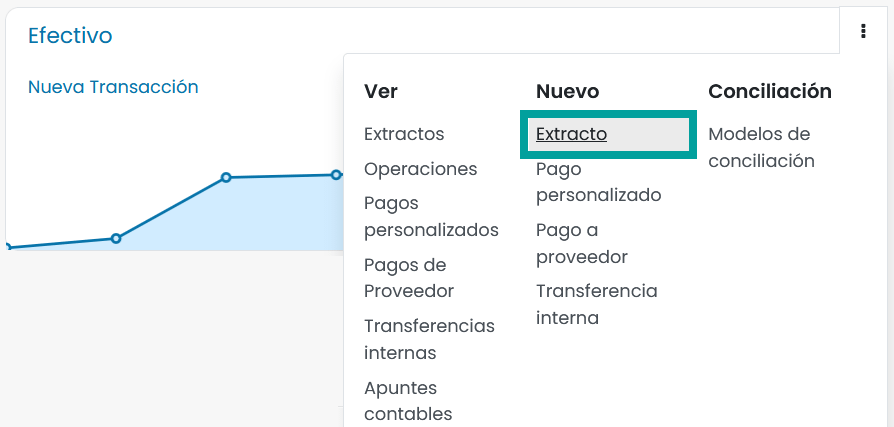 Efectivo
Nueva Transacción
Ver
Extractos
Operaciones
Pagos
personalizados
Pagos de
Proveedor
Transferencias
internas
Apuntes
contables
Nuevo
Extracto
Pago
personalizado
Pago a
proveedor
Transferencia
interna
Conciliación
Modelos de
conciliación